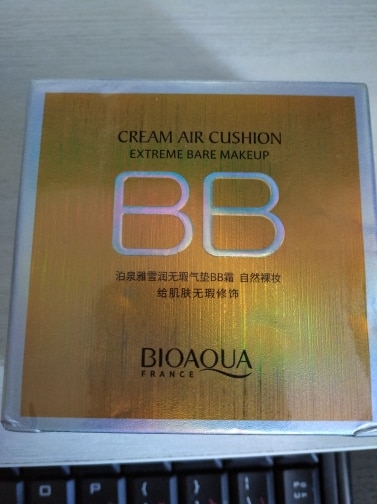 CREAM AIR CUSHION
EXTREME BARE MAKEUP
BB
泊泉雅雪润无瑕气垫BB霜 自然裸妆
给肌肤无瑕修饰
BIOAQUA
FRANCE
O P { }